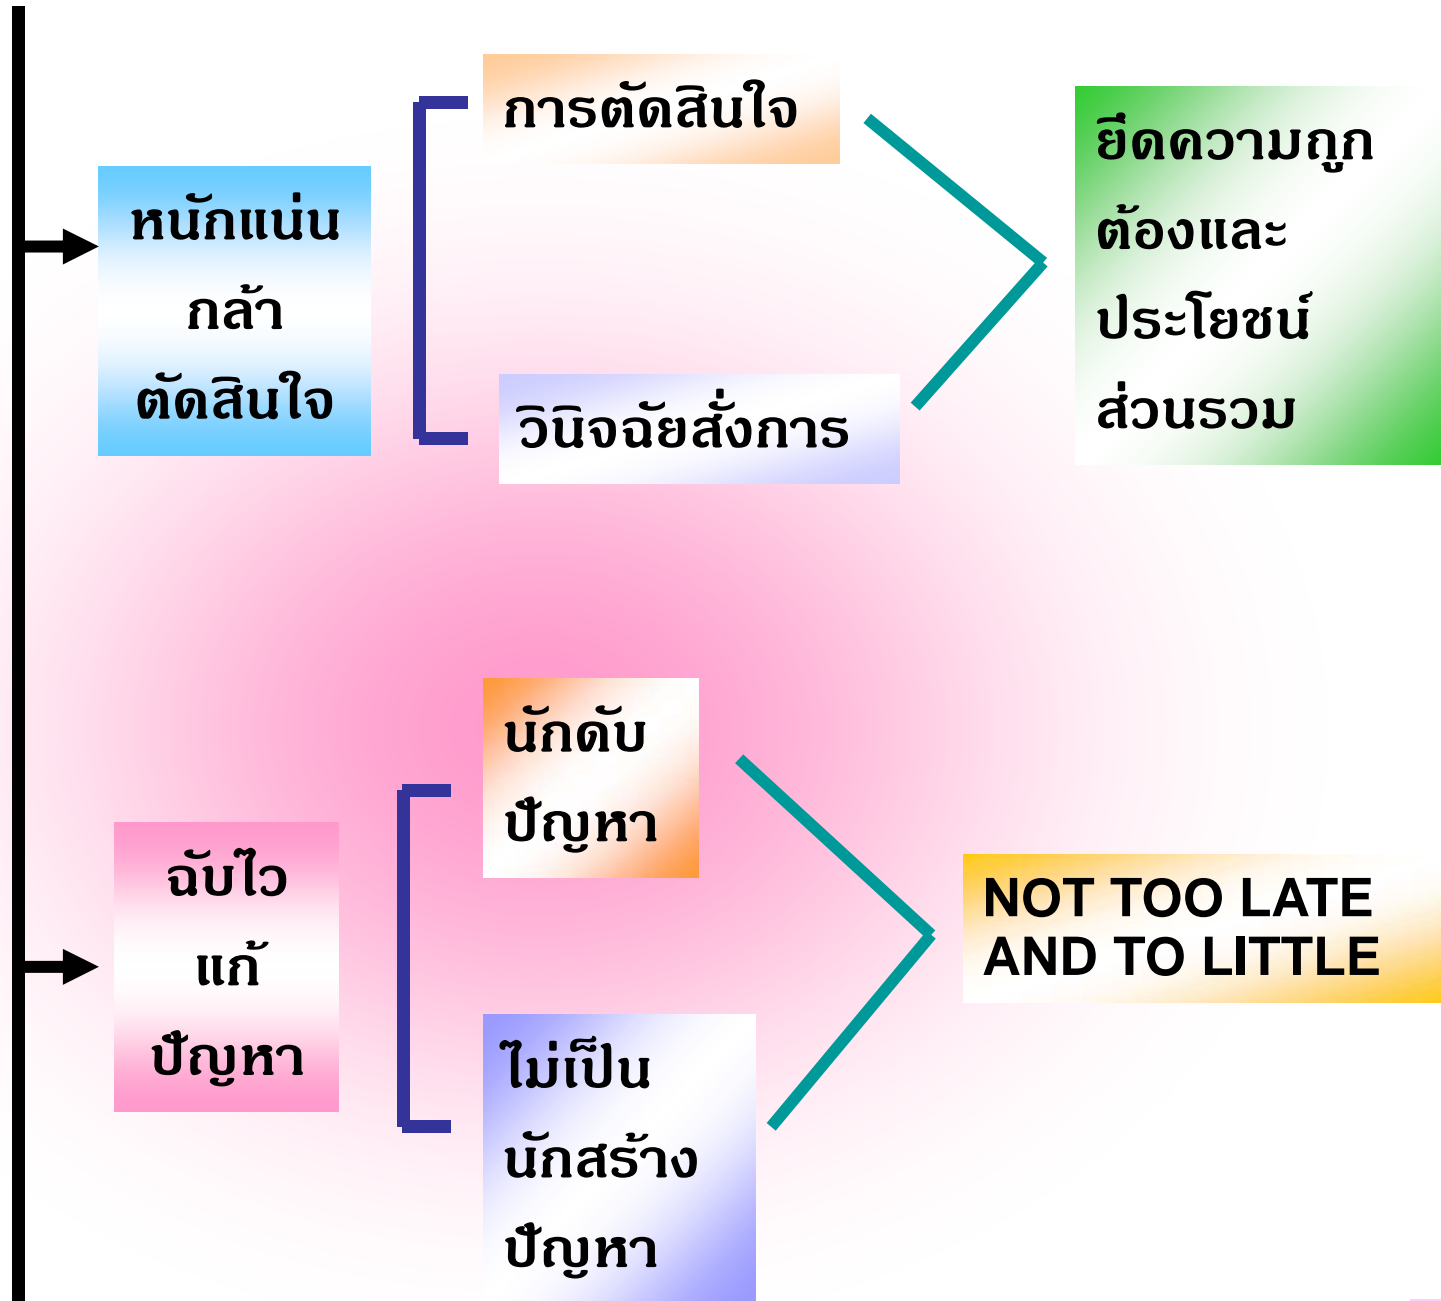 หนักแน่น
กล้า
ตัดสินใจ
การตัดสินใจ
วินิจฉัยสั่งการ
ยึดความถูก
ต้องและ
ประโยชน์
ส่วนรวม
ฉับไว
แก้
ปัญหา
นักดับ
ปัญหา
ไม่เป็น
นักสร้าง
ปัญหา
NOT TOO LATE
AND TO LITTLE